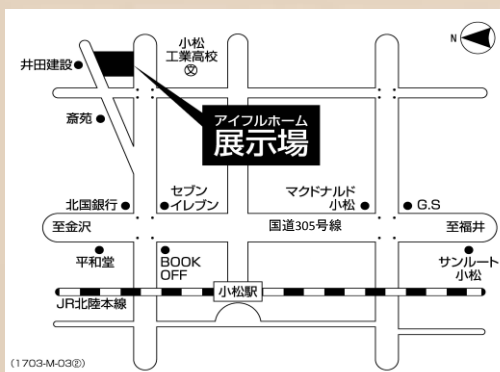 小松
工業高校
文
N
井田建設
斎苑
アイフルホーム
展示場
北国銀行
セブン
イレブン
マクドナルド
小松
G.S
至金沢
国道305号線
至福井
平和堂
BOOK
OFF
サンルート
小松
JR北陸本線
小松駅
(1703-M-03②)